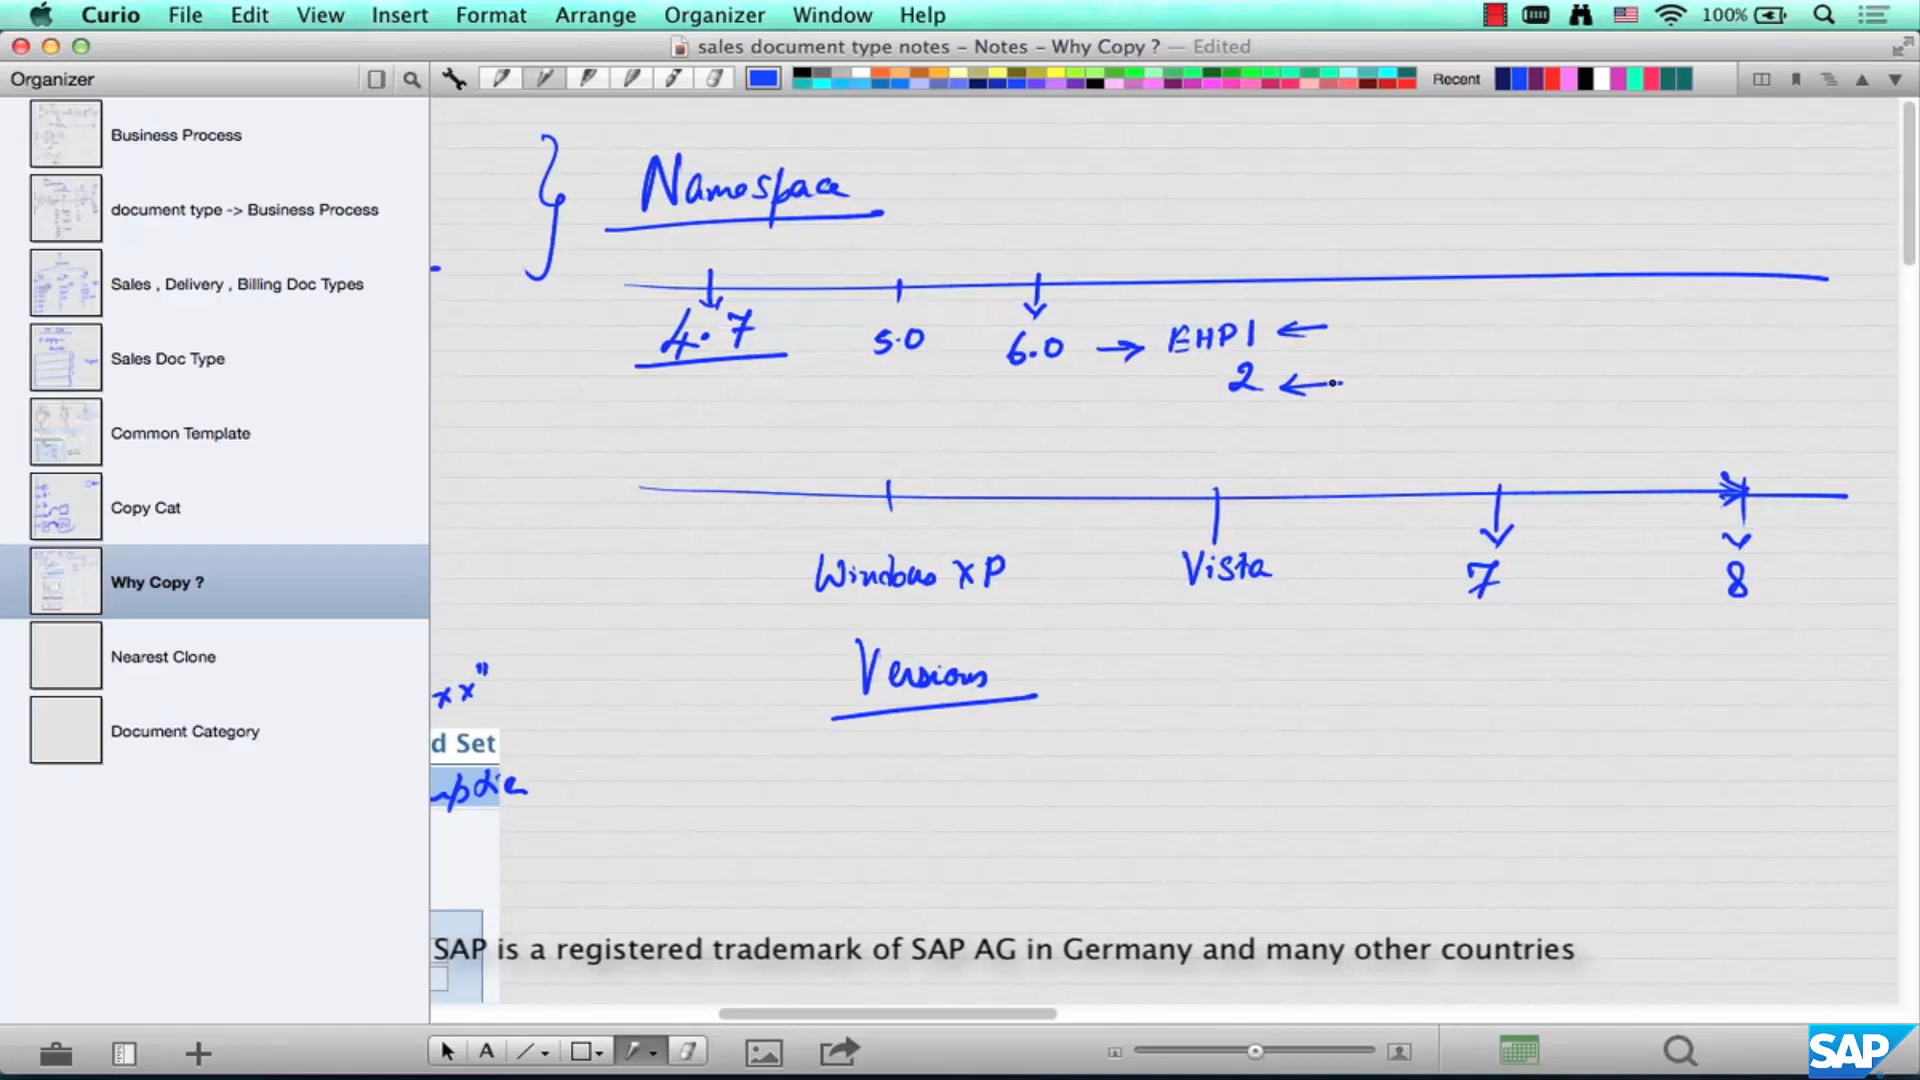 Curio File Edit View Insert Format Arrange Organizer Window Help 100%
sales document type notes – Notes – Why Copy ? — Edited
Organizer
Recent
Business Process
document type -> Business Process
Sales , Delivery , Billing Doc Types
Sales Doc Type
Common Template
Copy Cat
Why Copy ?
Nearest Clone
Document Category
Namespace
4.7 5.0 6.0 → EHP1 ←
2 ←
Windows XP Vista 7 8
Versions
xx"
d Set
SAP is a registered trademark of SAP AG in Germany and many other countries
A
SAP